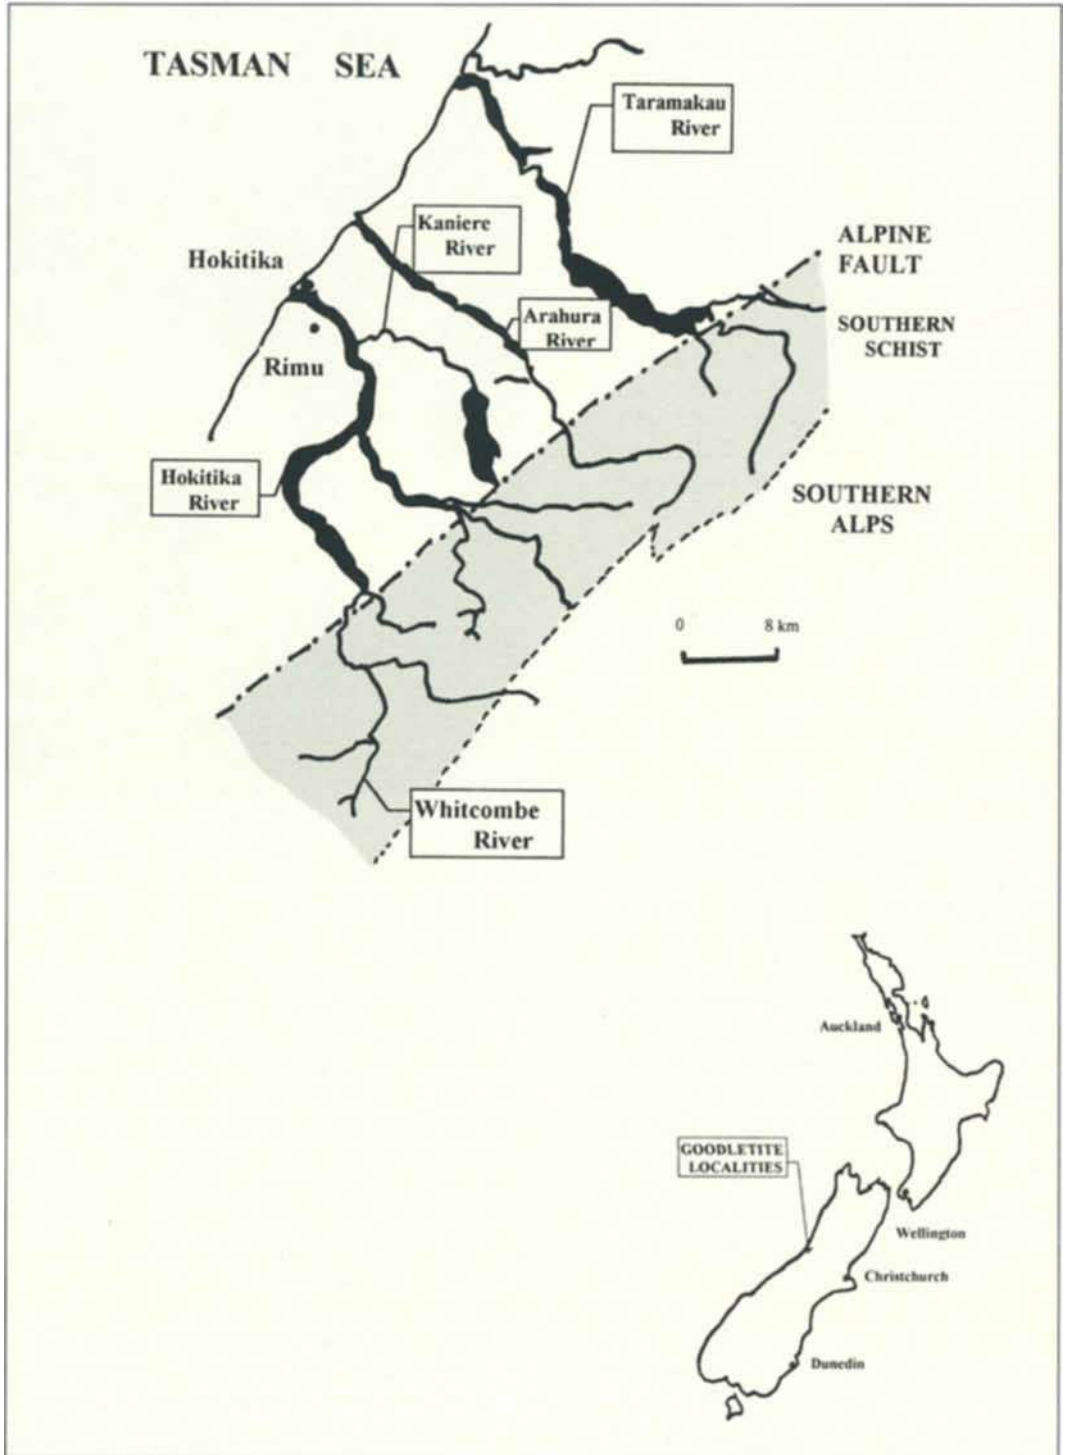 TASMAN SEA
Taramakau
River
Kaniere
River
ALPINE
FAULT
Hokitika
Arahura
River
SOUTHERN
SCHIST
Rimu
Hokitika
River
SOUTHERN
ALPS
0 8 km
Whitcombe
River
Auckland
GOODLETITE
LOCALITIES
Wellington
Christchurch
Dunedin